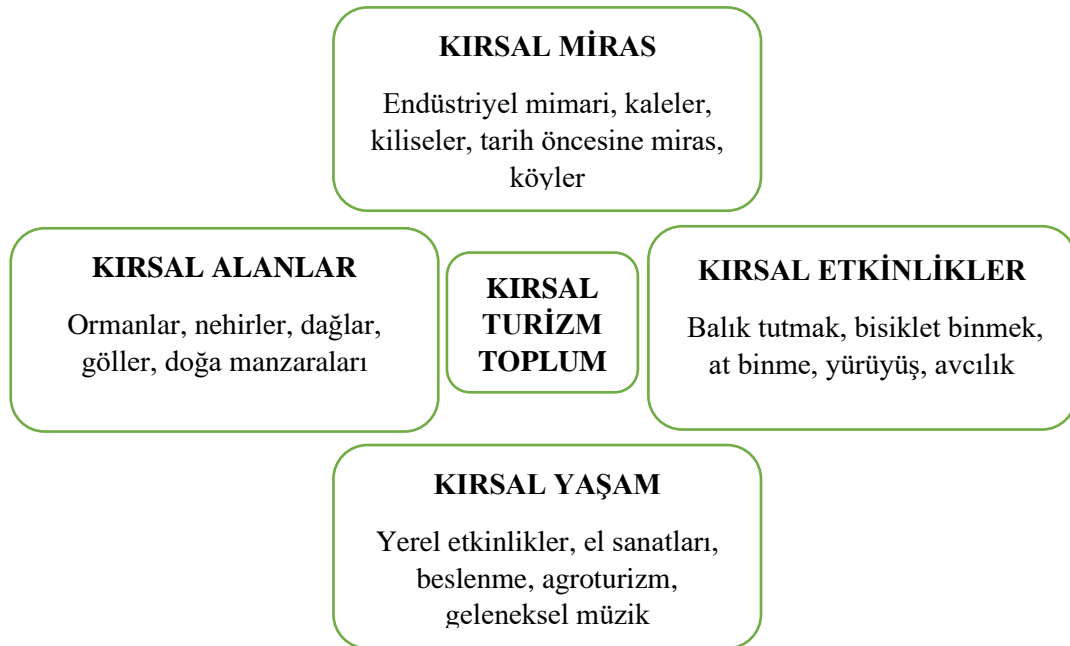 KIRSAL MİRAS
Endüstriyel mimari, kaleler,
kiliseler, tarih öncesine miras,
köyler
KIRSAL ALANLAR
Ormanlar, nehirler, dağlar,
göller, doğa manzaraları
KIRSAL
TURİZM
TOPLUM
KIRSAL ETKİNLİKLER
Balık tutmak, bisiklet binmek,
at binme, yürüyüş, avcılık
KIRSAL YAŞAM
Yerel etkinlikler, el sanatları,
beslenme, agroturizm,
geleneksel müzik